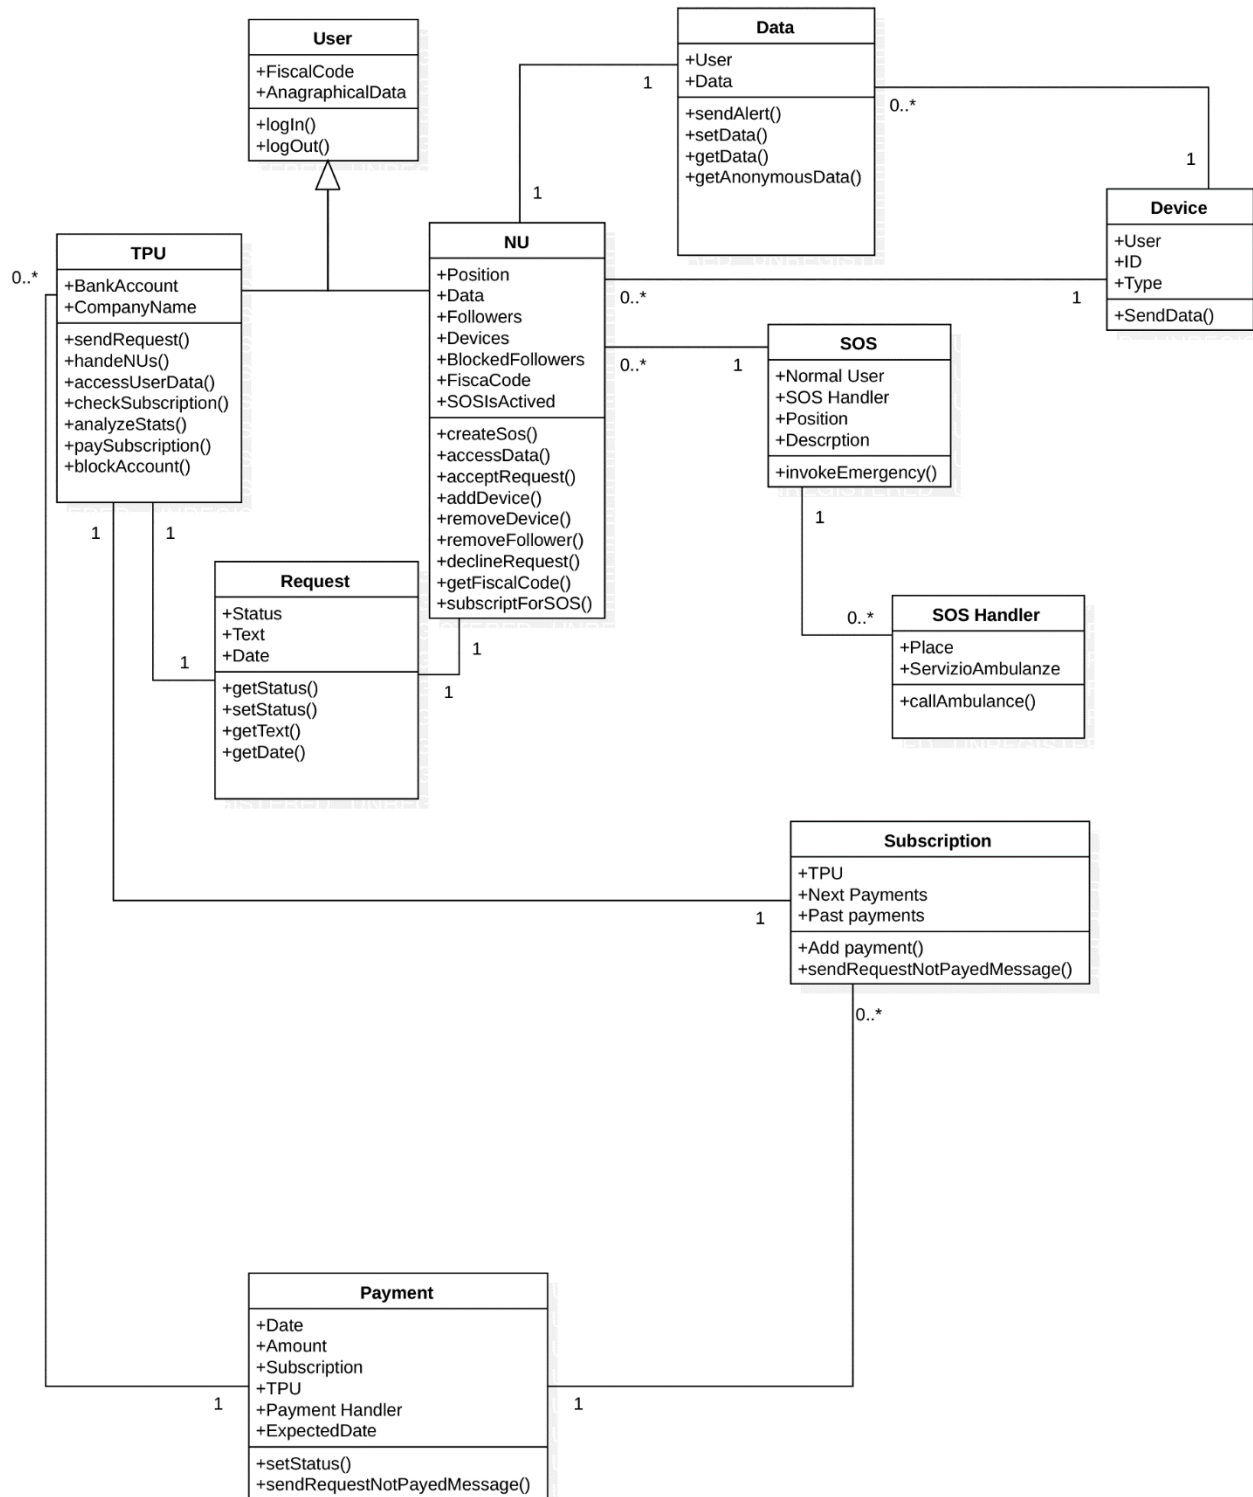 User
+FiscalCode
+AnagraphicalData
+logIn()
+logOut()
Data
+User
+Data
+sendAlert()
+setData()
+getData()
+getAnonymousData()
1
0..*
1
1
Device
+User
+ID
+Type
+SendData()
TPU
+BankAccount
+CompanyName
+sendRequest()
+handeNUs()
+accessUserData()
+checkSubscription()
+analyzeStats()
+paySubscription()
+blockAccount()
0..*
NU
+Position
+Data
+Followers
+Devices
+BlockedFollowers
+FiscaCode
+SOSIsActived
+createSos()
+accessData()
+acceptRequest()
+addDevice()
+removeDevice()
+removeFollower()
+declineRequest()
+getFiscalCode()
+subscriptForSOS()
0..*
1
0..*
1
SOS
+Normal User
+SOS Handler
+Position
+Descrption
+invokeEmergency()
1
0..*
SOS Handler
+Place
+ServizioAmbulanze
+callAmbulance()
1
1
Request
+Status
+Text
+Date
+getStatus()
+setStatus()
+getText()
+getDate()
1
1
1
Subscription
+TPU
+Next Payments
+Past payments
+Add payment()
+sendRequestNotPayedMessage()
1
0..*
Payment
+Date
+Amount
+Subscription
+TPU
+Payment Handler
+ExpectedDate
+setStatus()
+sendRequestNotPayedMessage()
1
1